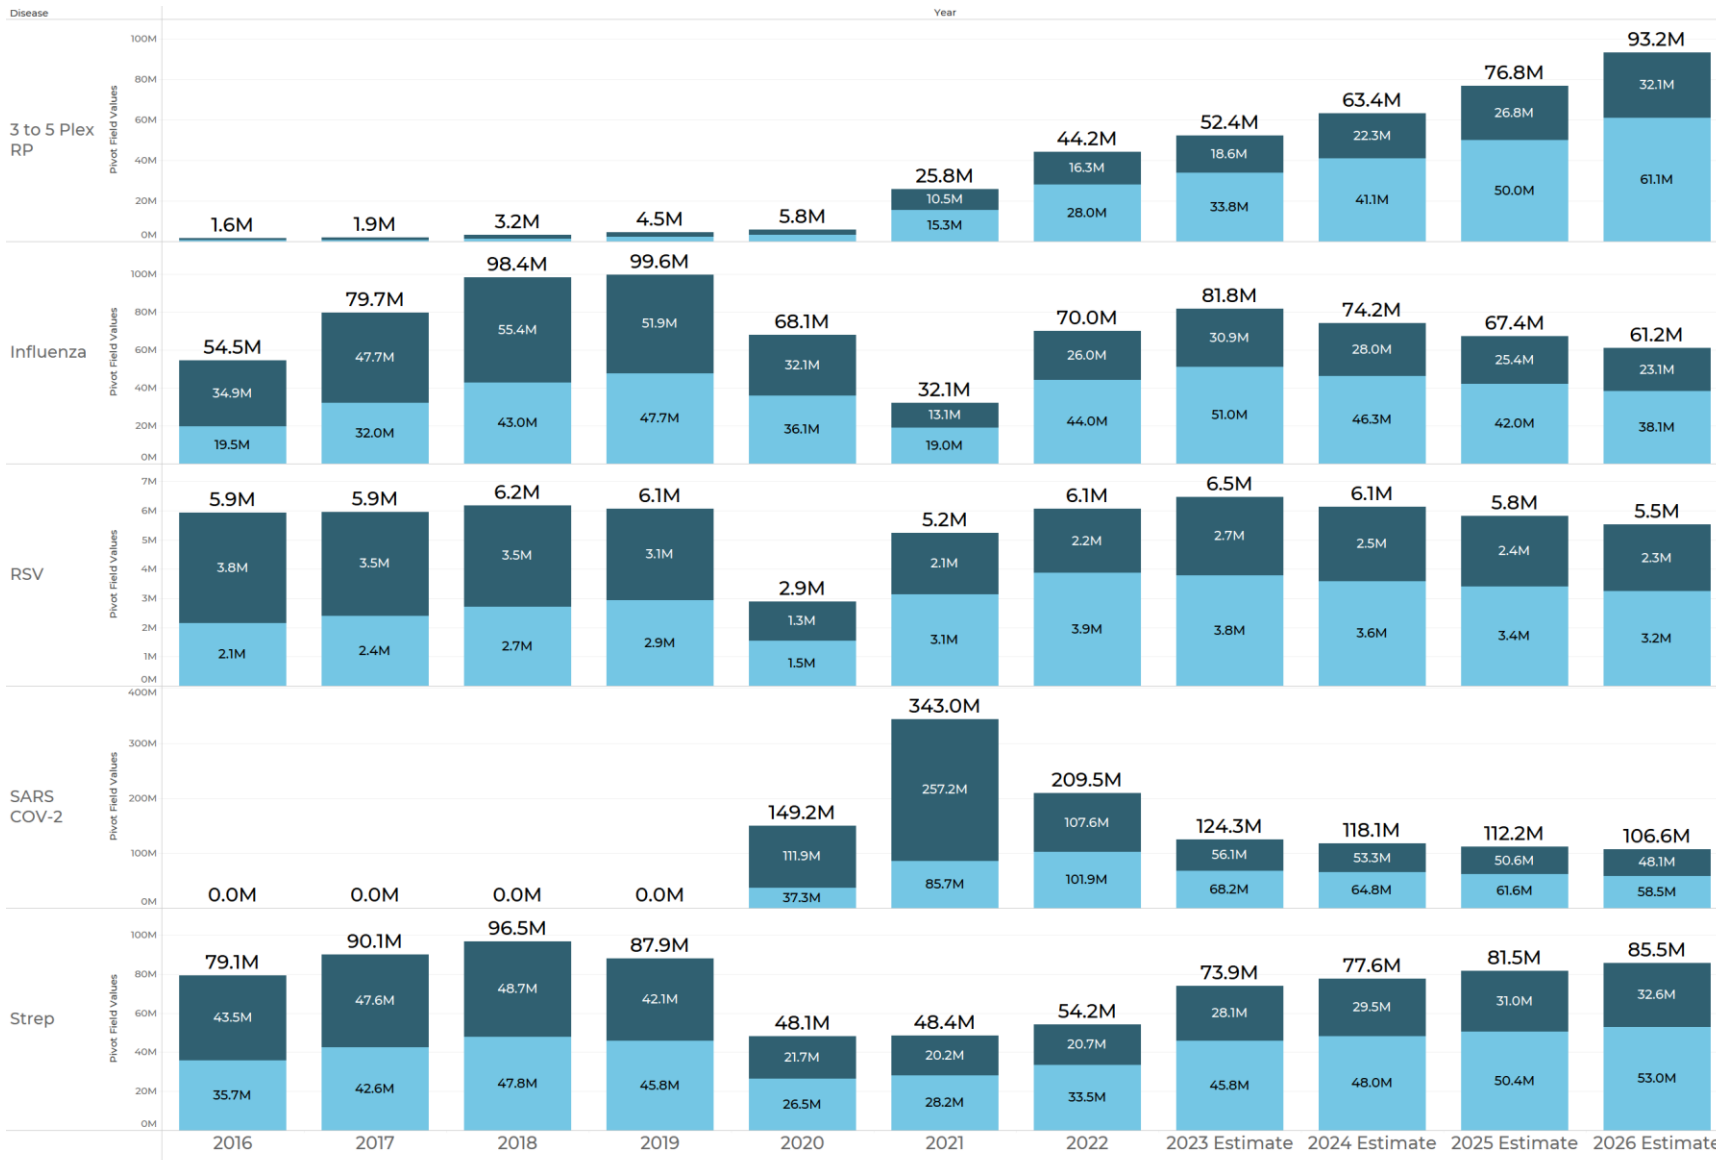 Disease
Year
3 to 5 Plex
RP
Pivot Field Values
100M
80M
60M
40M
20M
0M
1.6M
1.9M
3.2M
4.5M
5.8M
25.8M
10.5M
15.3M
44.2M
16.3M
28.0M
52.4M
18.6M
33.8M
63.4M
22.3M
41.1M
76.8M
26.8M
50.0M
93.2M
32.1M
61.1M
Influenza
Pivot Field Values
100M
80M
60M
40M
20M
0M
54.5M
34.9M
19.5M
79.7M
47.7M
32.0M
98.4M
55.4M
43.0M
99.6M
51.9M
47.7M
68.1M
32.1M
36.1M
32.1M
13.1M
19.0M
70.0M
26.0M
44.0M
81.8M
30.9M
51.0M
74.2M
28.0M
46.3M
67.4M
25.4M
42.0M
61.2M
23.1M
38.1M
RSV
Pivot Field Values
7M
6M
5M
4M
3M
2M
1M
0M
5.9M
3.8M
2.1M
5.9M
3.5M
2.4M
6.2M
3.5M
2.7M
6.1M
3.1M
2.9M
2.9M
1.3M
1.5M
5.2M
2.1M
3.1M
6.1M
2.2M
3.9M
6.5M
2.7M
3.8M
6.1M
2.5M
3.6M
5.8M
2.4M
3.4M
5.5M
2.3M
3.2M
SARS
COV-2
Pivot Field Values
400M
300M
200M
100M
0M
0.0M
0.0M
0.0M
0.0M
149.2M
111.9M
37.3M
343.0M
257.2M
85.7M
209.5M
107.6M
101.9M
124.3M
56.1M
68.2M
118.1M
53.3M
64.8M
112.2M
50.6M
61.6M
106.6M
48.1M
58.5M
Strep
Pivot Field Values
100M
80M
60M
40M
20M
0M
79.1M
43.5M
35.7M
90.1M
47.6M
42.6M
96.5M
48.7M
47.8M
87.9M
42.1M
45.8M
48.1M
21.7M
26.5M
48.4M
20.2M
28.2M
54.2M
20.7M
33.5M
73.9M
28.1M
45.8M
77.6M
29.5M
48.0M
81.5M
31.0M
50.4M
85.5M
32.6M
53.0M
2016
2017
2018
2019
2020
2021
2022
2023 Estimate
2024 Estimate
2025 Estimate
2026 Estimate